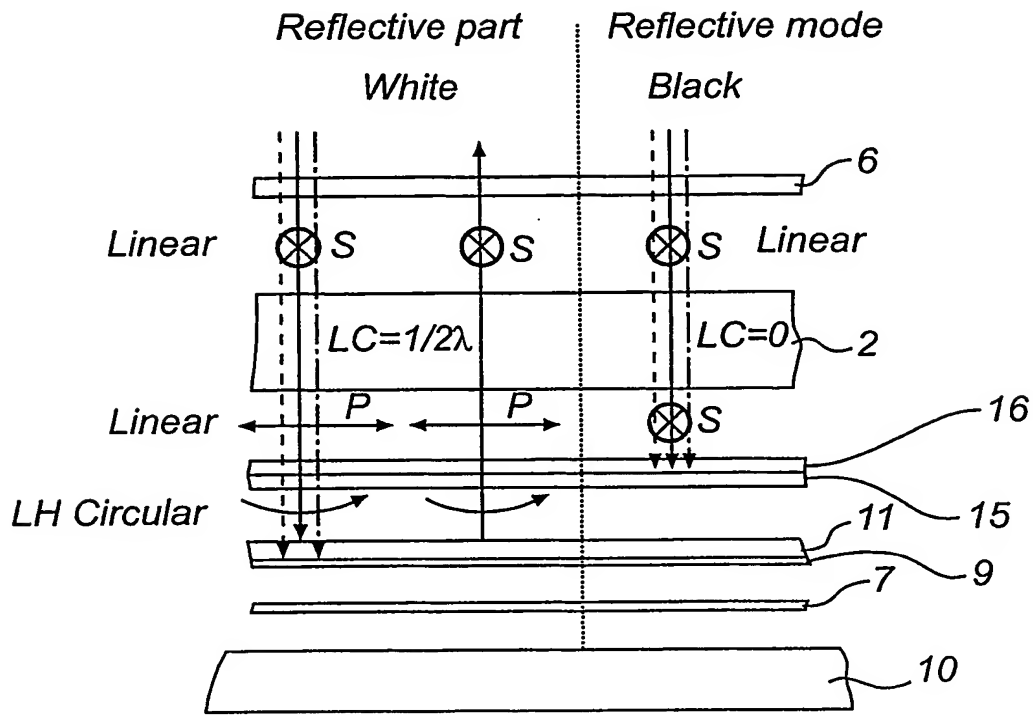 Reflective part
Reflective mode
White
Black
6
Linear
S
S
S
Linear
LC=1/2λ
LC=0
2
Linear
P
P
S
16
LH Circular
15
11
9
7
10